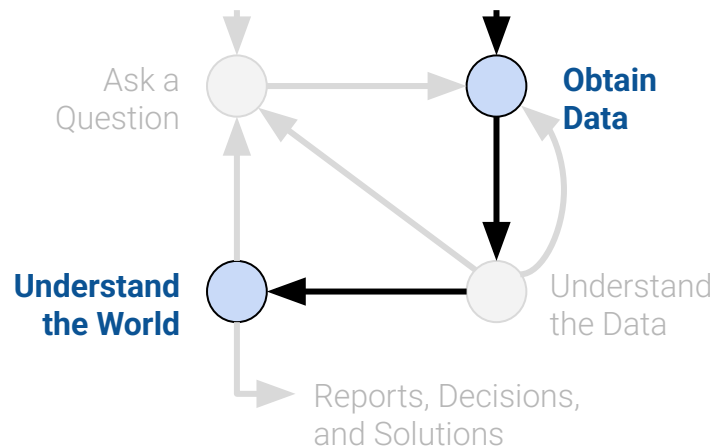 Ask a
Question
Obtain
Data
Understand
the World
Understand
the Data
Reports, Decisions,
and Solutions